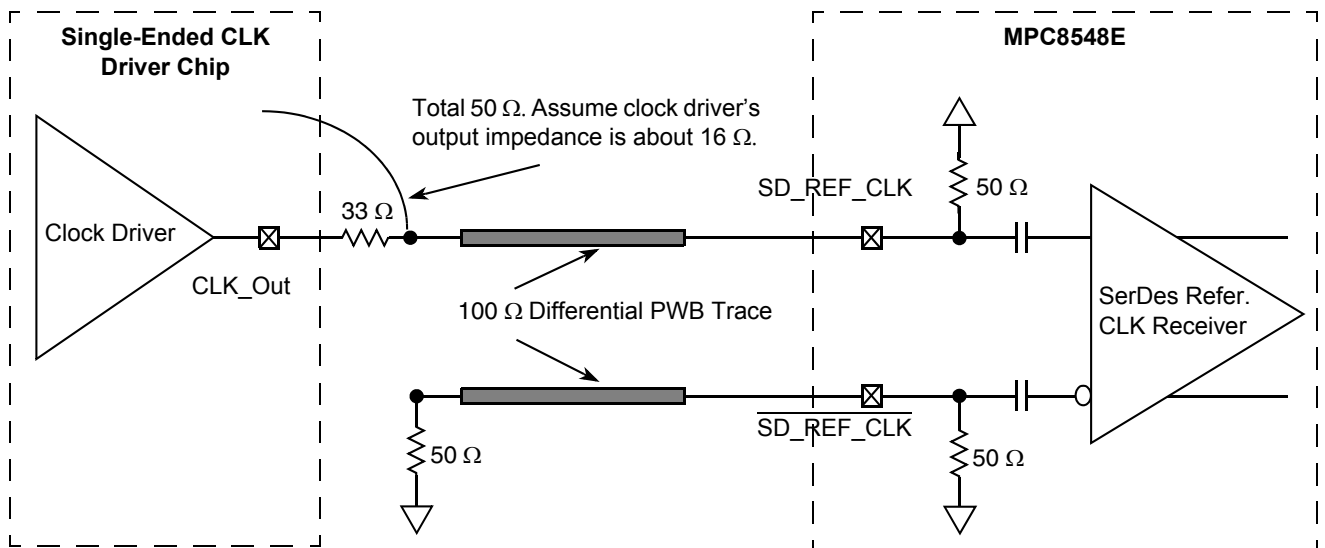 Single-Ended CLK
Driver Chip
MPC8548E
Total 50 Ω. Assume clock driver's
output impedance is about 16 Ω.
SD_REF_CLK
50 Ω
33 Ω
Clock Driver
CLK_Out
100 Ω Differential PWB Trace
SerDes Refer.
CLK Receiver
SD_REF_CLK
50 Ω
50 Ω